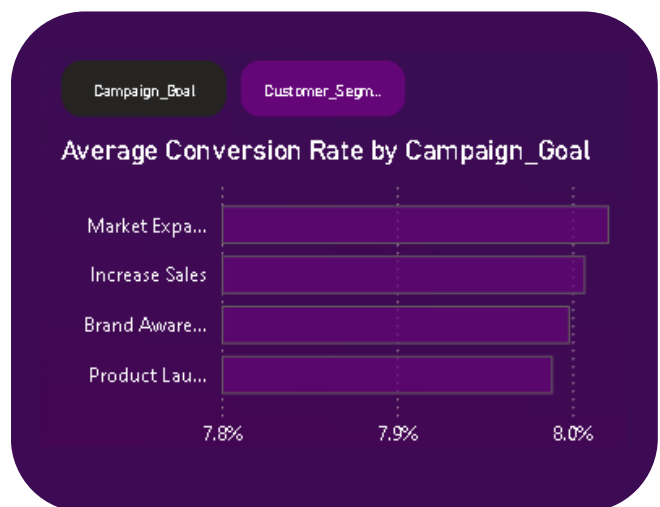 Campaign_Goal
Customer_Segm...
Average Conversion Rate by Campaign_Goal
Market Expa...
Increase Sales
Brand Aware...
Product Lau...
7.8%
7.9%
8.0%